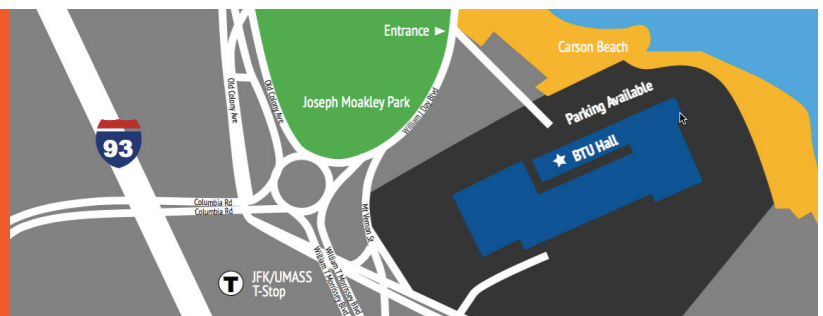 Entrance ►
Carson Beach
Old Colony Ave
Old Colony Ave
Joseph Moakley Park
William J Day Blvd
Parking Available
93
BTU Hall
Columbia Rd
Columbia Rd
Mt Vernon St
William T Morrissey Blvd
William T Morrissey Blvd
T
JFK/UMASS
T-Stop